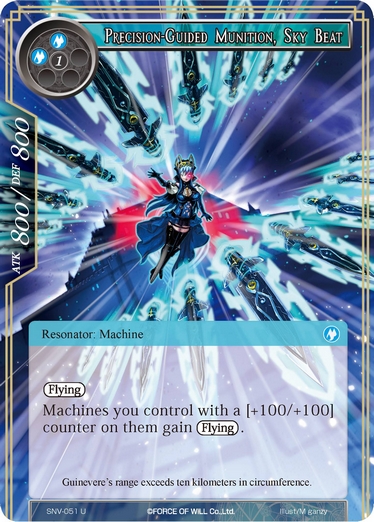 Precision-Guided Munition, Sky Beat
1
ATK 800 / DEF 800
Resonator: Machine
Flying
Machines you control with a [+100/+100]
counter on them gain Flying.
Guinevere's range exceeds ten kilometers in circumference.
SNV-051 U ©FORCE OF WILL Co.,Ltd. Illust/M ganzy